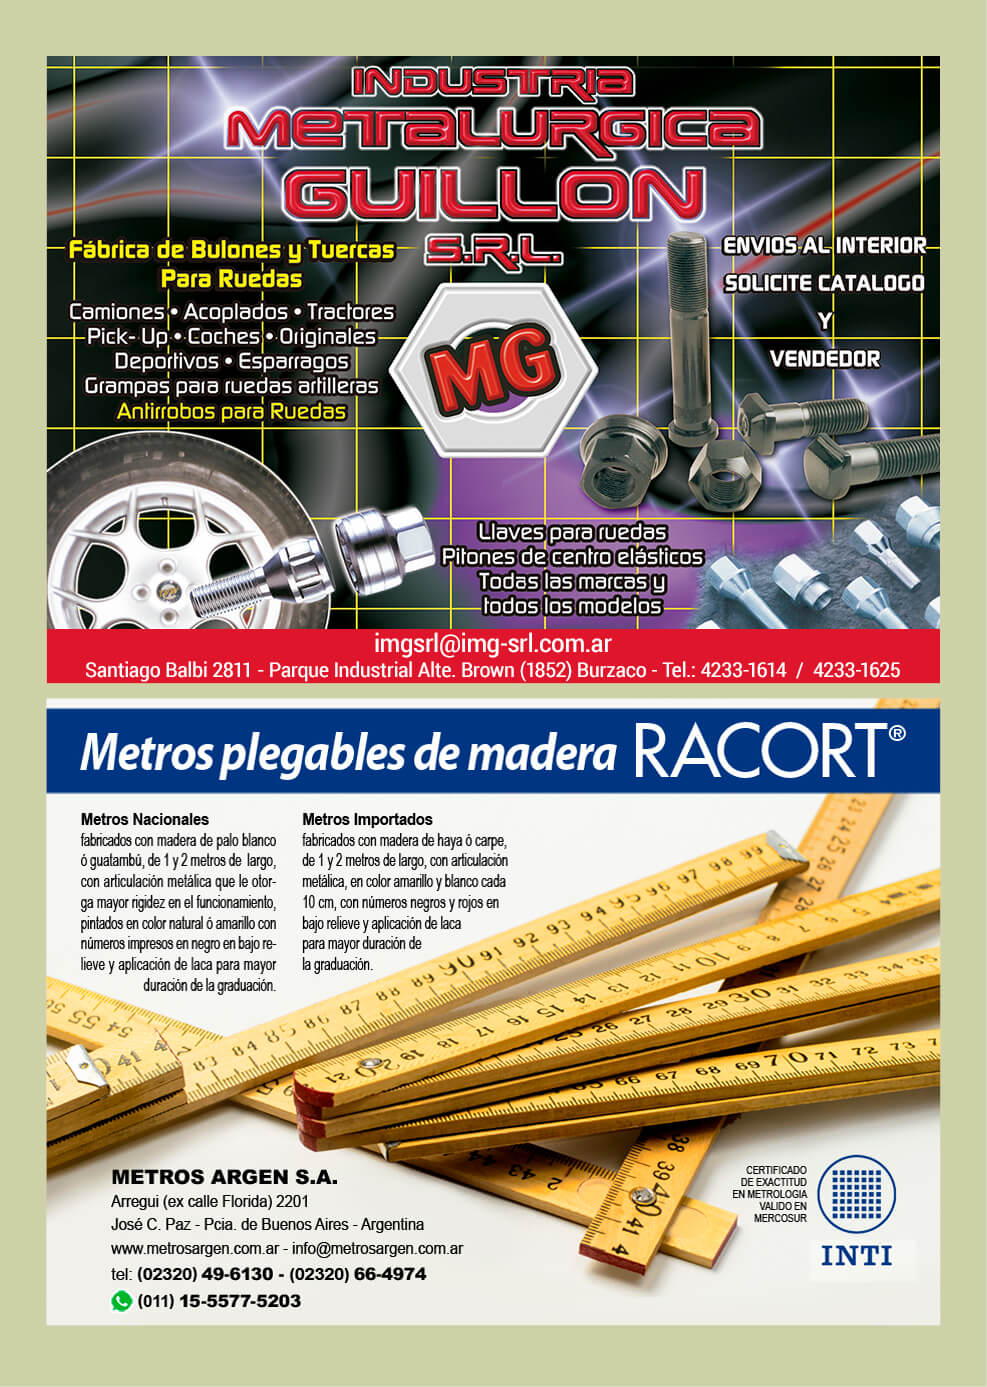 INDUSTRIA
METALURGICA
GUILLON
S.R.L.
Fábrica de Bulones y Tuercas
Para Ruedas
Camiones • Acoplados • Tractores
Pick- Up • Coches • Originales
Deportivos • Esparragos
Grampas para ruedas artilleras
Antirrobos para Ruedas
MG
ENVIOS AL INTERIOR
SOLICITE CATALOGO
Y
VENDEDOR
Llaves para ruedas
Pitones de centro elásticos
Todas las marcas y
todos los modelos
imgsrl@img-srl.com.ar
Santiago Balbi 2811 - Parque Industrial Alte. Brown (1852) Burzaco - Tel.: 4233-1614 / 4233-1625
Metros plegables de madera RACORT®
Metros Nacionales
fabricados con madera de palo blanco
ó guatambú, de 1 y 2 metros de largo,
con articulación metálica que le otor-
ga mayor rigidez en el funcionamiento,
pintados en color natural ó amarillo con
números impresos en negro en bajo re-
lieve y aplicación de laca para mayor
duración de la graduación.
Metros Importados
fabricados con madera de haya ó carpe,
de 1 y 2 metros de largo, con articulación
metálica, en color amarillo y blanco cada
10 cm, con números negros y rojos en
bajo relieve y aplicación de laca
para mayor duración de
la graduación.
METROS ARGEN S.A.
Arregui (ex calle Florida) 2201
José C. Paz - Pcia. de Buenos Aires - Argentina
www.metrosargen.com.ar - info@metrosargen.com.ar
tel: (02320) 49-6130 - (02320) 66-4974
(011) 15-5577-5203
CERTIFICADO
DE EXACTITUD
EN METROLOGIA
VALIDO EN
MERCOSUR
INTI